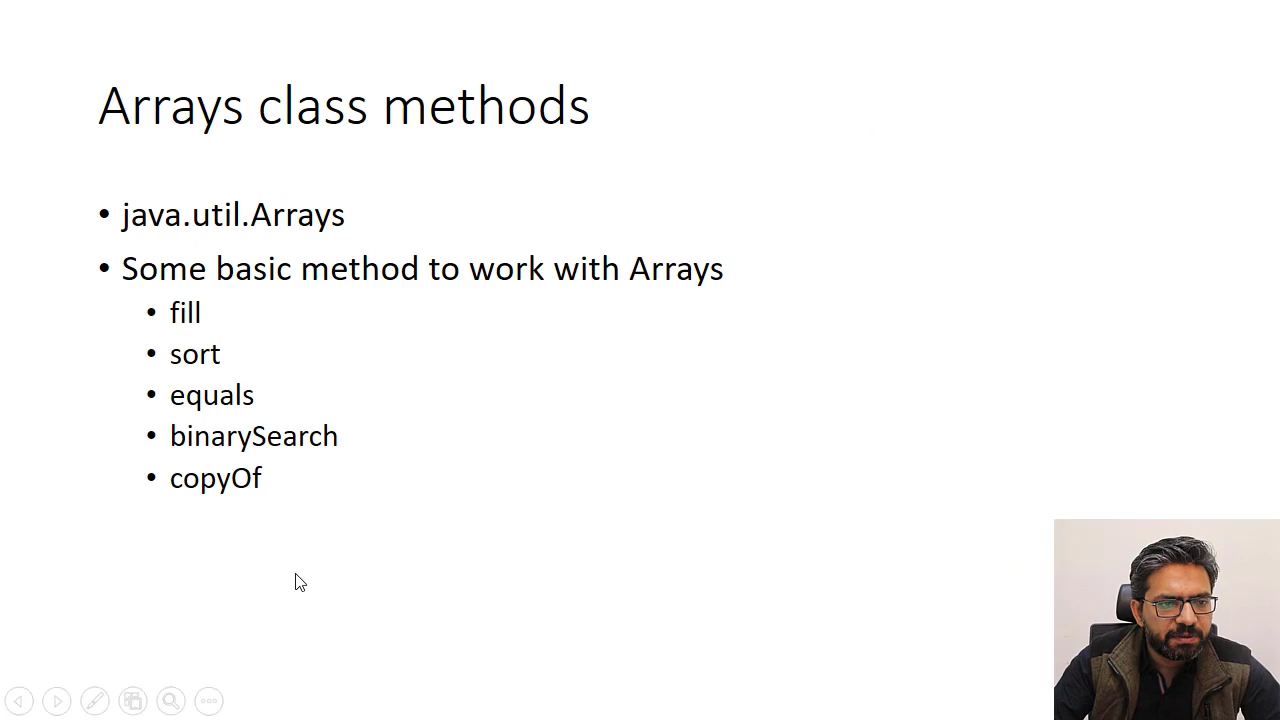 Arrays class methods
• java.util.Arrays
• Some basic method to work with Arrays
• fill
• sort
• equals
• binarySearch
• copyOf